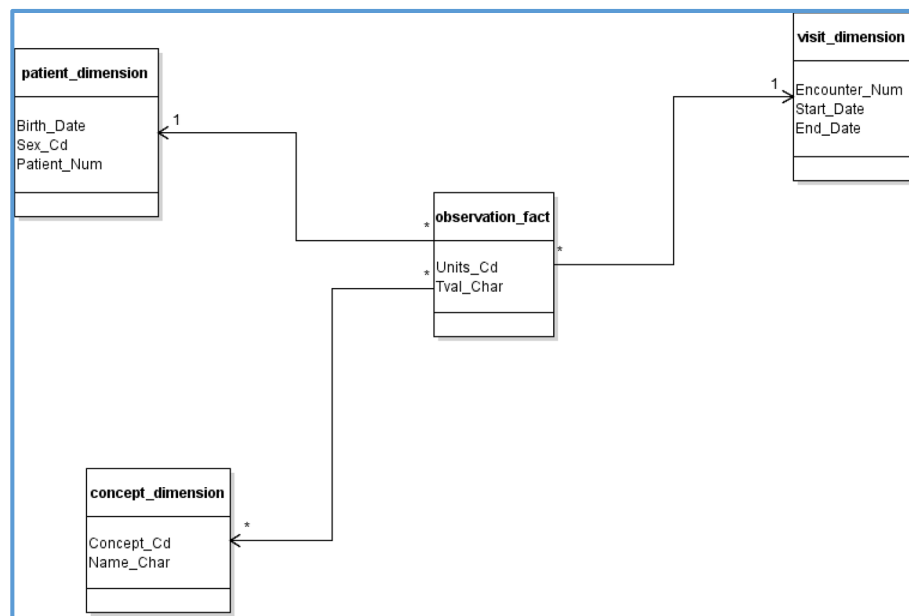 visit_dimension
Encounter_Num
Start_Date
End_Date
1
patient_dimension
Birth_Date
Sex_Cd
Patient_Num
1
observation_fact
Units_Cd
Tval_Char
*
*
*
concept_dimension
Concept_Cd
Name_Char
*